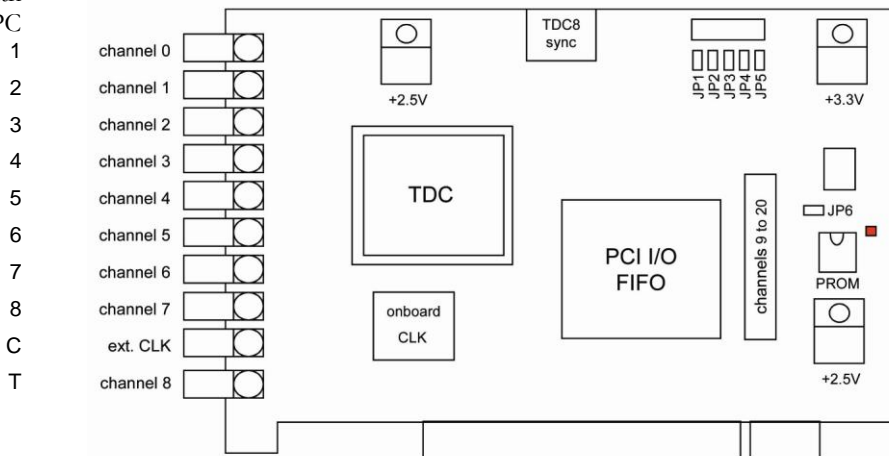 PC
1
2
3
4
5
6
7
8
C
T
channel 0
channel 1
channel 2
channel 3
channel 4
channel 5
channel 6
channel 7
ext. CLK
channel 8
+2.5V
TDC8
sync
JP1
JP2
JP3
JP4
JP5
+3.3V
TDC
onboard
CLK
PCI I/O
FIFO
channels 9 to 20
JP6
PROM
+2.5V